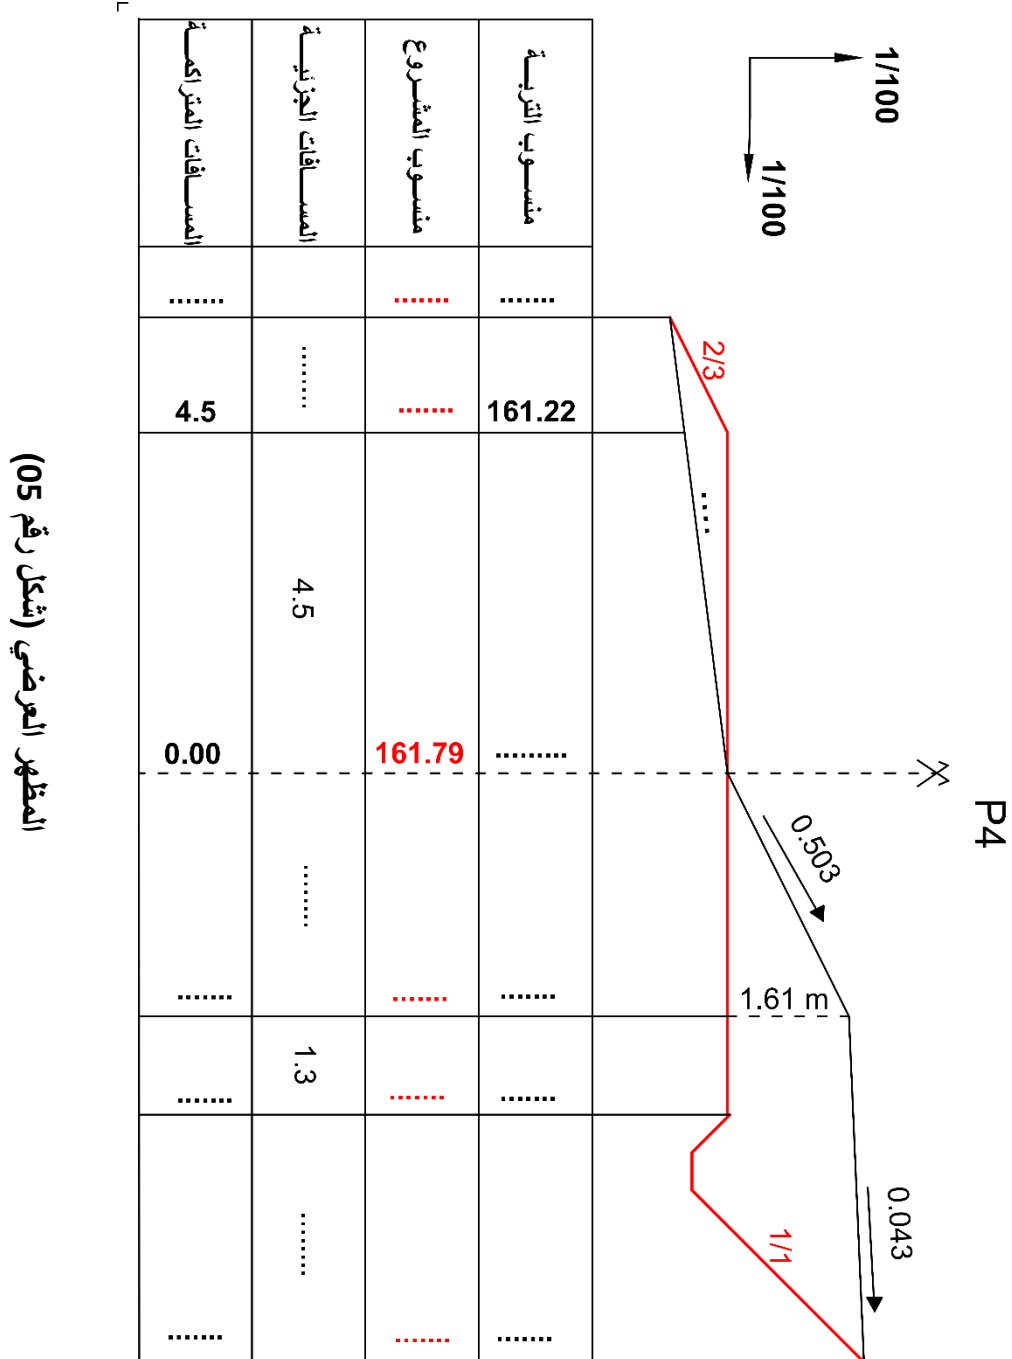 1/100
1/100
P4
0.503
0.043
1.61 m
2/3
.....
1/1
منسوب التربة ....... 161.22 ......... ....... ....... .......
منسوب المشروع ....... ....... 161.79 ....... ....... .......
المسافات الجزئية ......... 4.5 ......... 1.3 .........
المسافات المتراكمة ....... 4.5 0.00 ....... ....... .......
المظهر العرضي (شكل رقم 05)